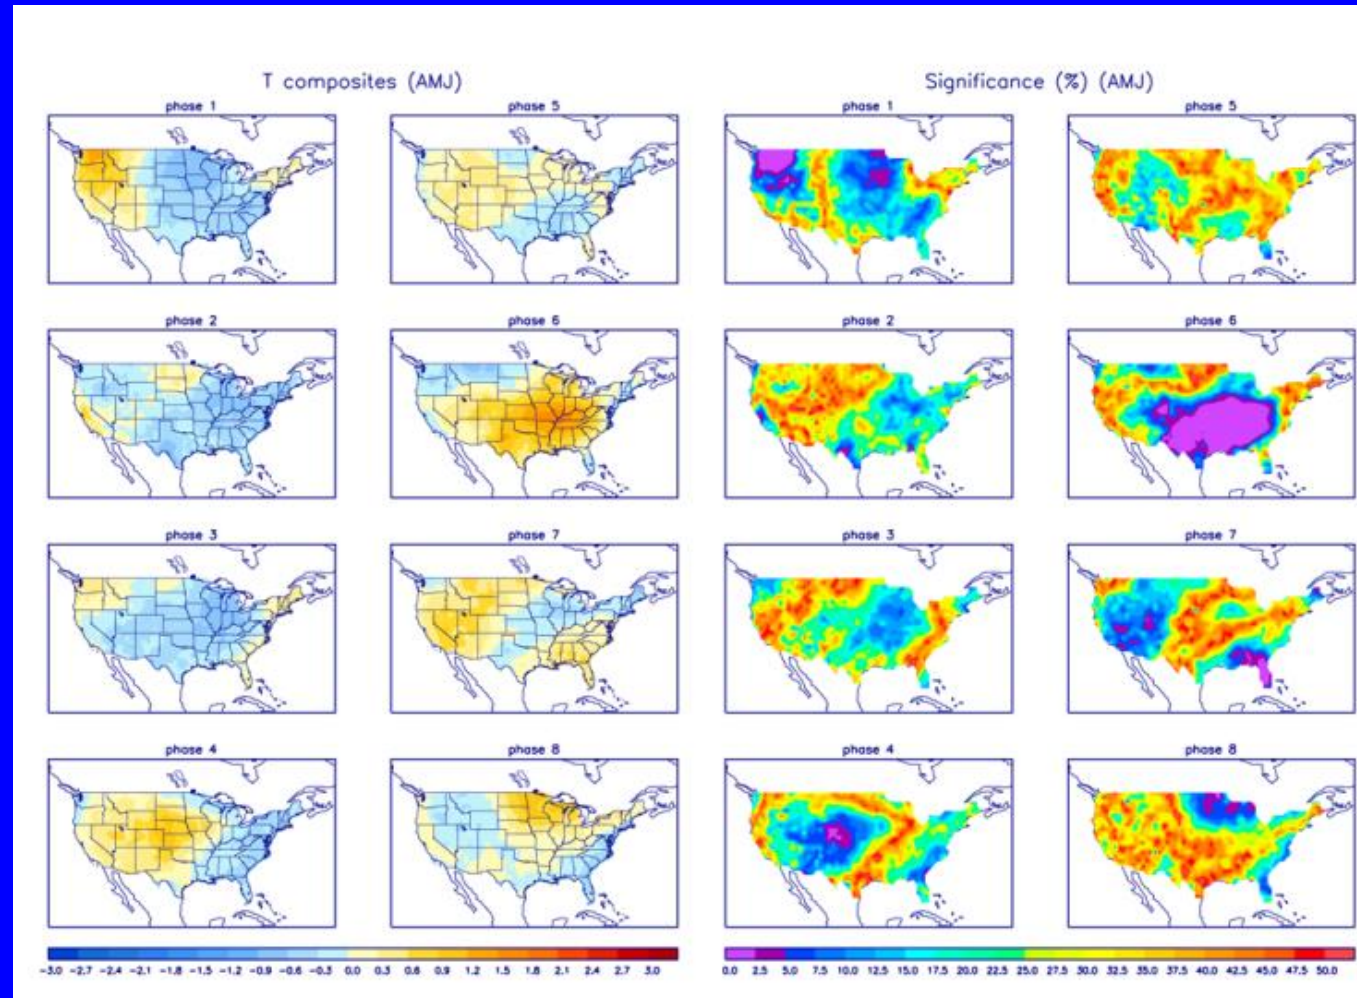 T composites (AMJ)
Significance (%) (AMJ)
phase 1
phase 5
phase 1
phase 5
phase 2
phase 6
phase 2
phase 6
phase 3
phase 7
phase 3
phase 7
phase 4
phase 8
phase 4
phase 8
-3.0 -2.7 -2.4 -2.1 -1.8 -1.5 -1.2 -0.9 -0.6 -0.3 0.0 0.3 0.6 0.9 1.2 1.5 1.8 2.1 2.4 2.7 3.0
0.0 2.5 5.0 7.5 10.0 12.5 15.0 17.5 20.0 22.5 25.0 27.5 30.0 32.5 35.0 37.5 40.0 42.5 45.0 47.5 50.0